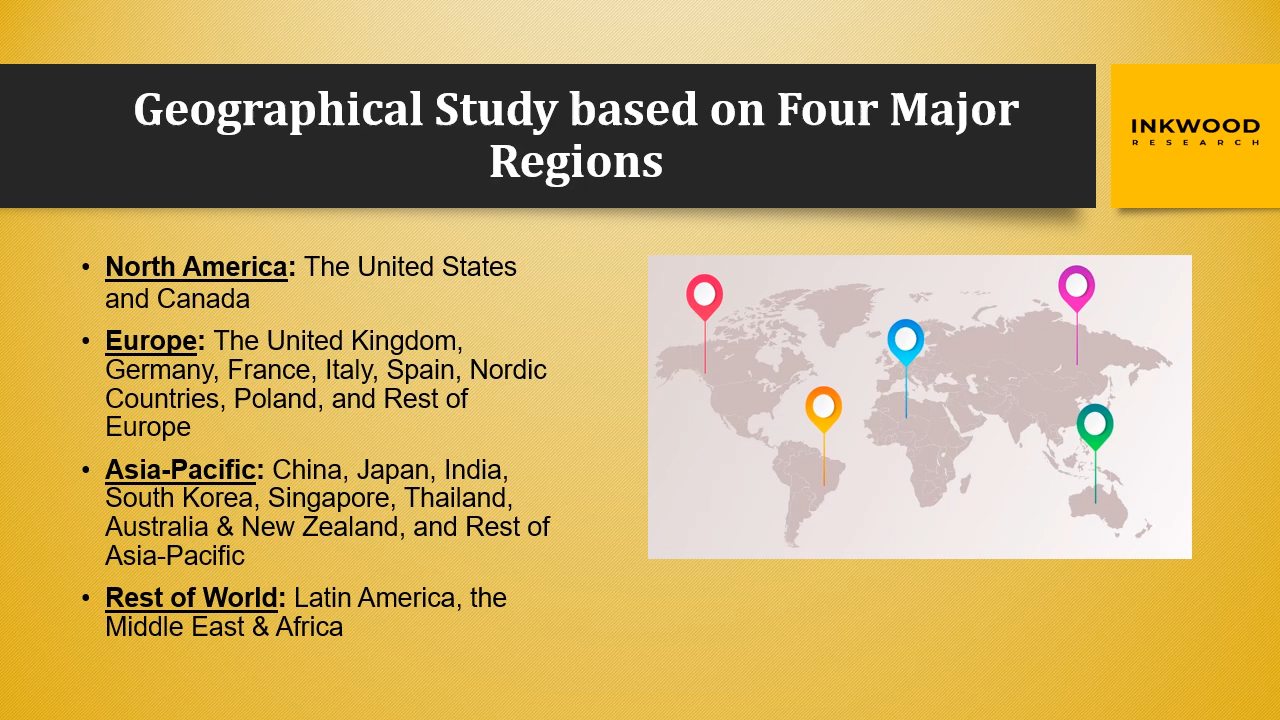 Geographical Study based on Four Major
Regions
INKWOOD
RESEARCH
• North America: The United States
and Canada
• Europe: The United Kingdom,
Germany, France, Italy, Spain, Nordic
Countries, Poland, and Rest of
Europe
• Asia-Pacific: China, Japan, India,
South Korea, Singapore, Thailand,
Australia & New Zealand, and Rest of
Asia-Pacific
• Rest of World: Latin America, the
Middle East & Africa